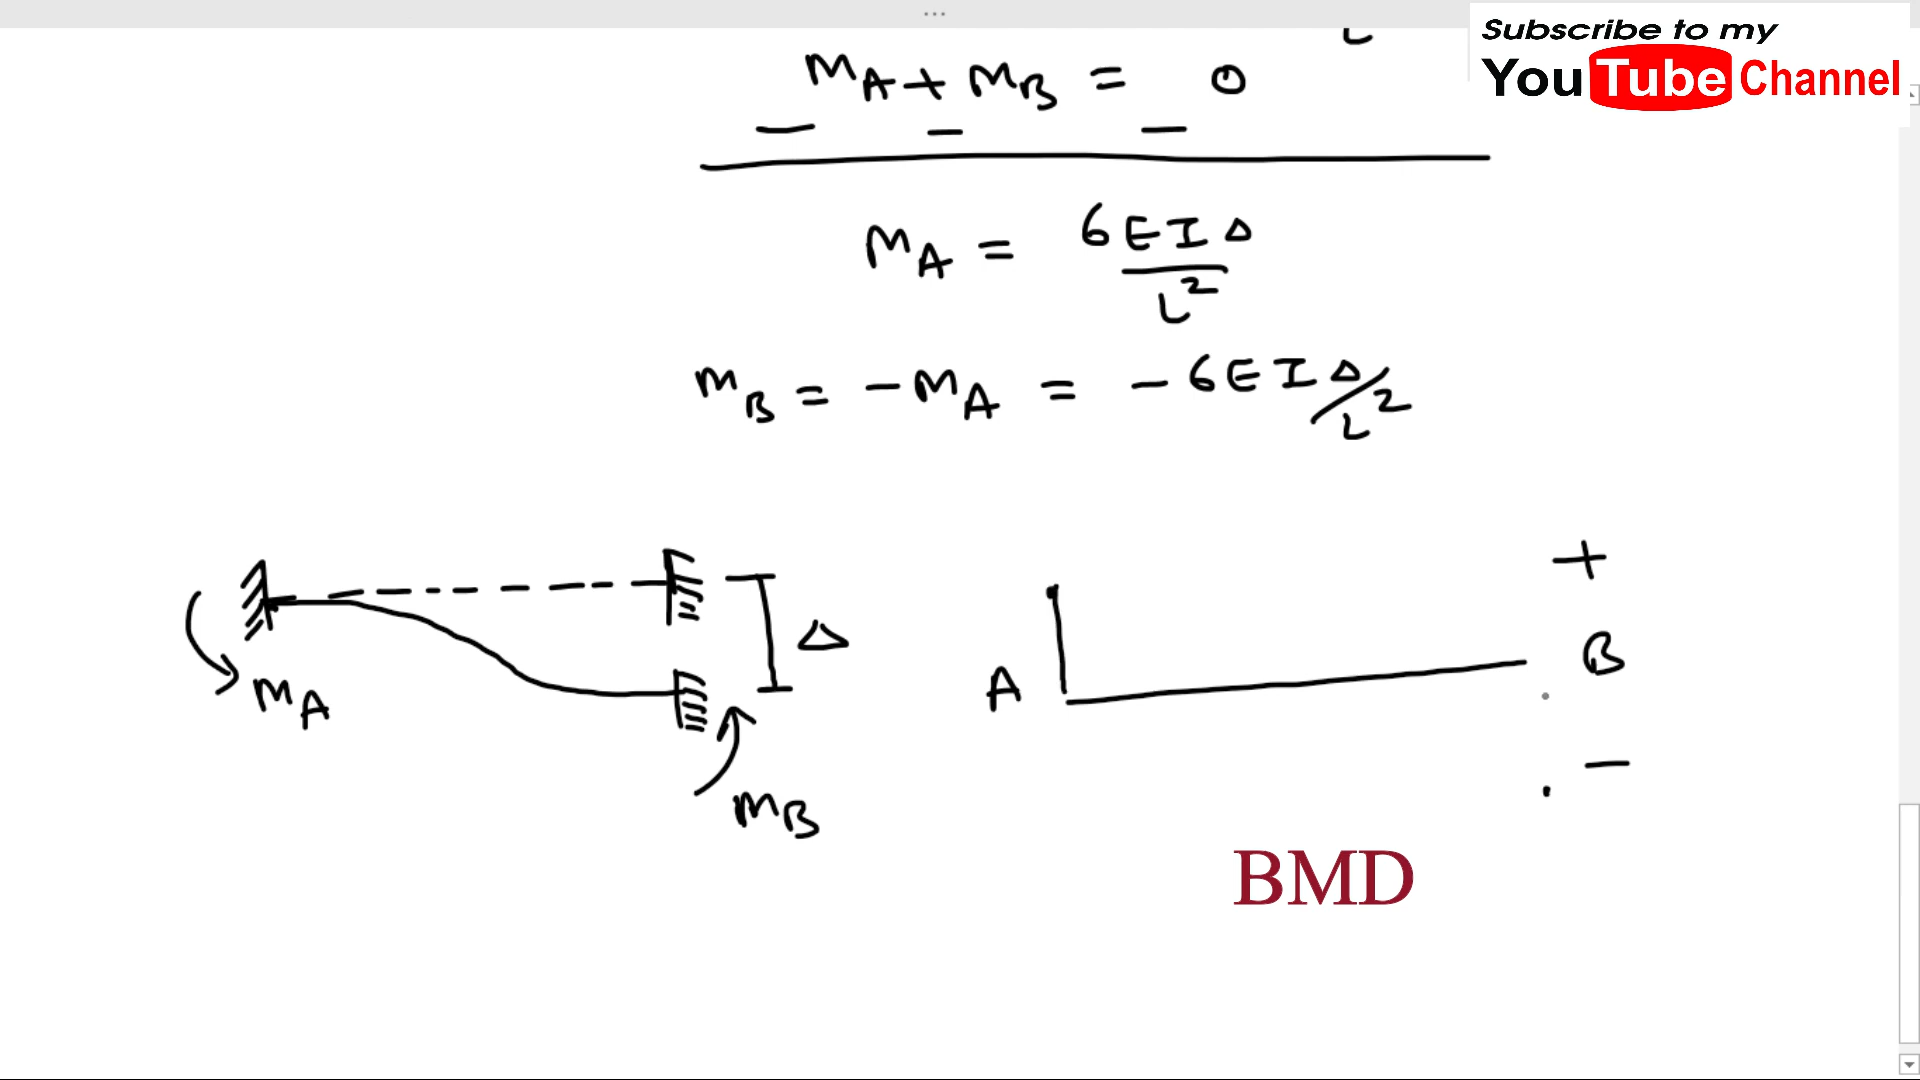 Subscribe to my
YouTube Channel
L
MA + MB = 0
- - -
MA = 6EIΔ
L²
MB = -MA = -6EIΔ/L²
Δ
MA
MB
+
A B
-
BMD